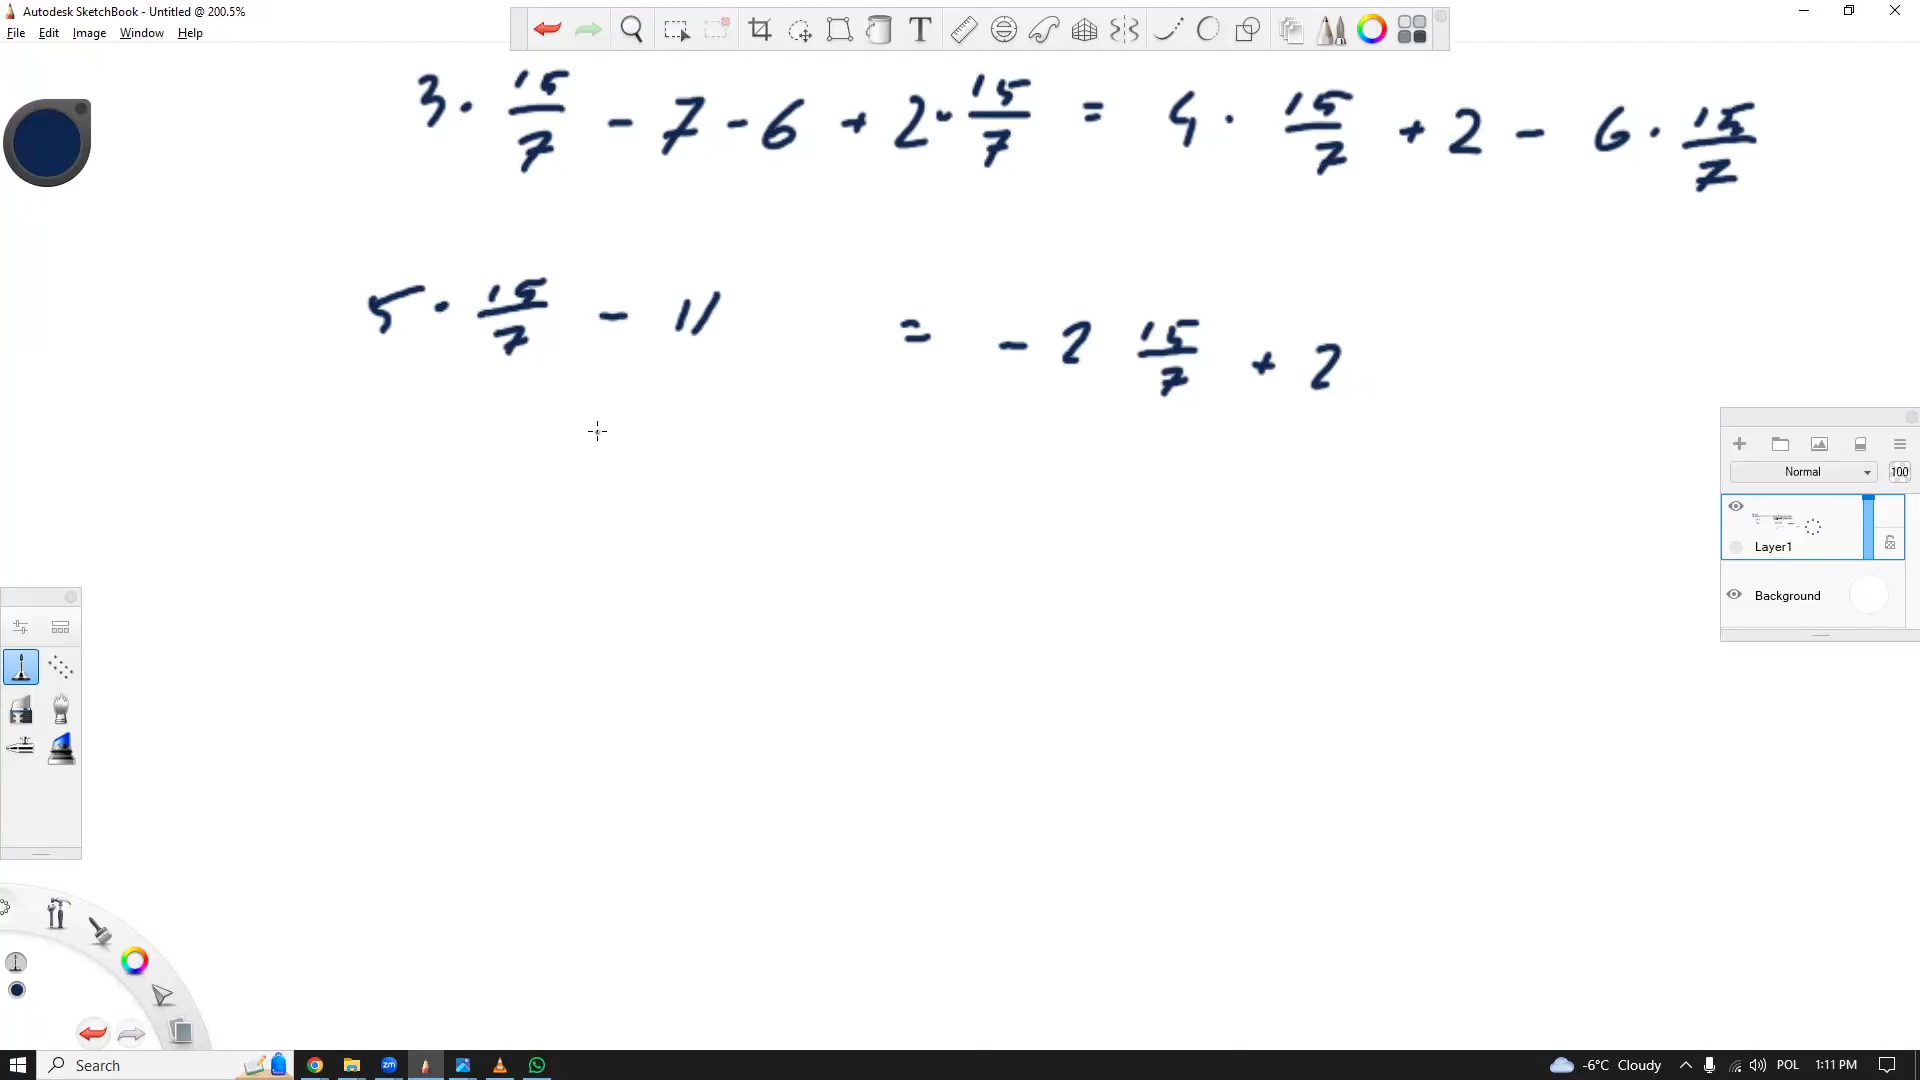 Autodesk SketchBook - Untitled @ 200.5%
File Edit Image Window Help
3 · 15/7 - 7 - 6 + 2 · 15/7 = 4 · 15/7 + 2 - 6 · 15/7
5 · 15/7 - 11 = - 2 15/7 + 2
Normal 100
Layer1
Background
Search
zm
-6°C Cloudy POL 1:11 PM